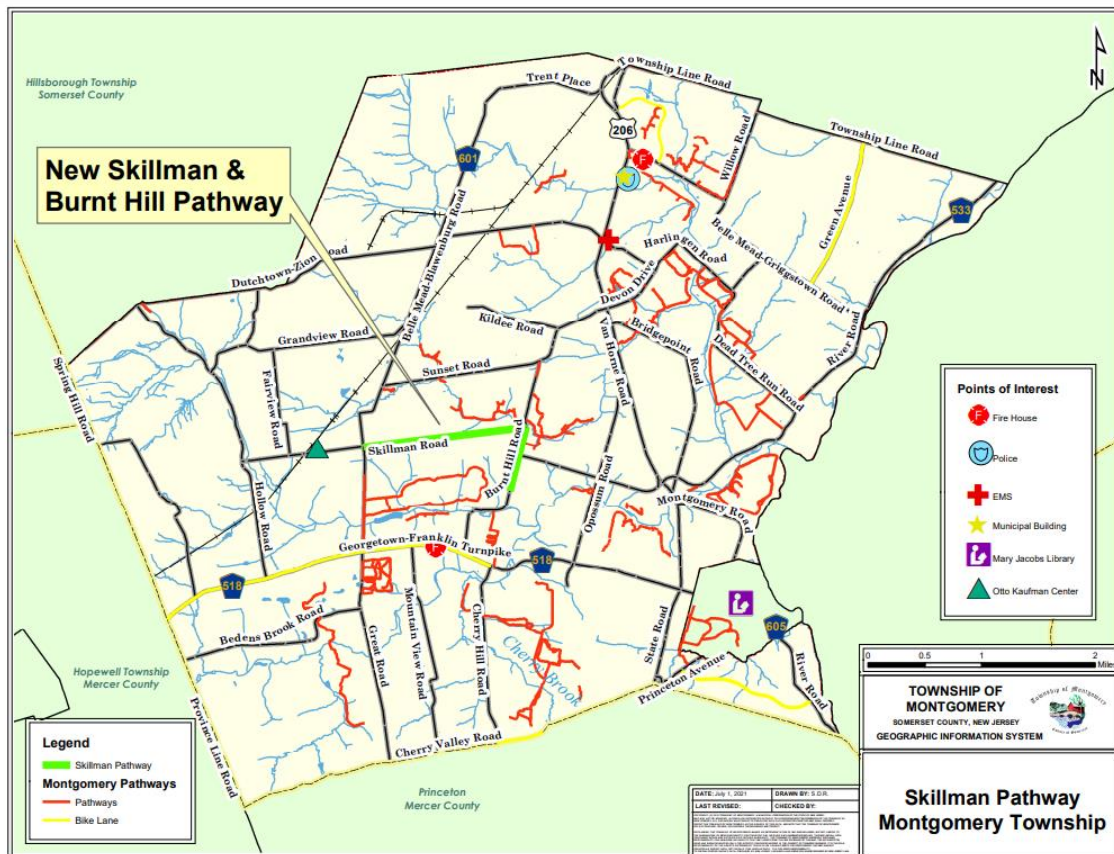 Hillsborough Township
Somerset County
New Skillman &
Burnt Hill Pathway
N
Trent Place
Township Line Road
206
F
Willow Road
Township Line Road
601
Green Avenue
533
Belle Mead-Blawenburg Road
Dutchtown-Zion Road
Harlingen Road
Belle Mead-Griggstown Road
Devon Drive
River Road
Kildee Road
Bridgepoint Road
Van Horne Road
Dead Tree Run Road
Grandview Road
Fairview Road
Sunset Road
Spring Hill Road
Skillman Road
Burnt Hill Road
Hollow Road
Opossum Road
Montgomery Road
Georgetown-Franklin Turnpike
F
518
518
Bedens Brook Road
Great Road
Mountain View Road
Cherry Hill Road
Cherry Brook
State Road
605
River Road
Princeton Avenue
Cherry Valley Road
Province Line Road
Hopewell Township
Mercer County
Princeton
Mercer County
Points of Interest
F Fire House
Police
EMS
Municipal Building
Mary Jacobs Library
Otto Kaufman Center
Legend
Skillman Pathway
Montgomery Pathways
Pathways
Bike Lane
0 0.5 1 2
Miles
TOWNSHIP OF
MONTGOMERY
SOMERSET COUNTY, NEW JERSEY
GEOGRAPHIC INFORMATION SYSTEM
Township of Montgomery
DATE: July 1, 2021 DRAWN BY: S.D.R.
LAST REVISED: CHECKED BY:
Skillman Pathway
Montgomery Township